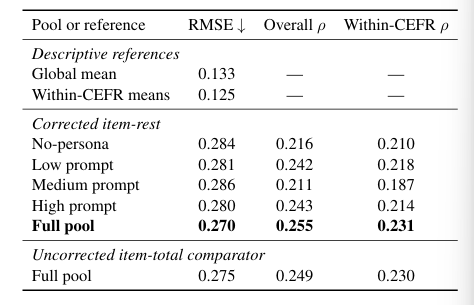 Pool or reference RMSE ↓ Overall ρ Within-CEFR ρ
Descriptive references
Global mean 0.133 — —
Within-CEFR means 0.125 — —
Corrected item-rest
No-persona 0.284 0.216 0.210
Low prompt 0.281 0.242 0.218
Medium prompt 0.286 0.211 0.187
High prompt 0.280 0.243 0.214
Full pool 0.270 0.255 0.231
Uncorrected item-total comparator
Full pool 0.275 0.249 0.230